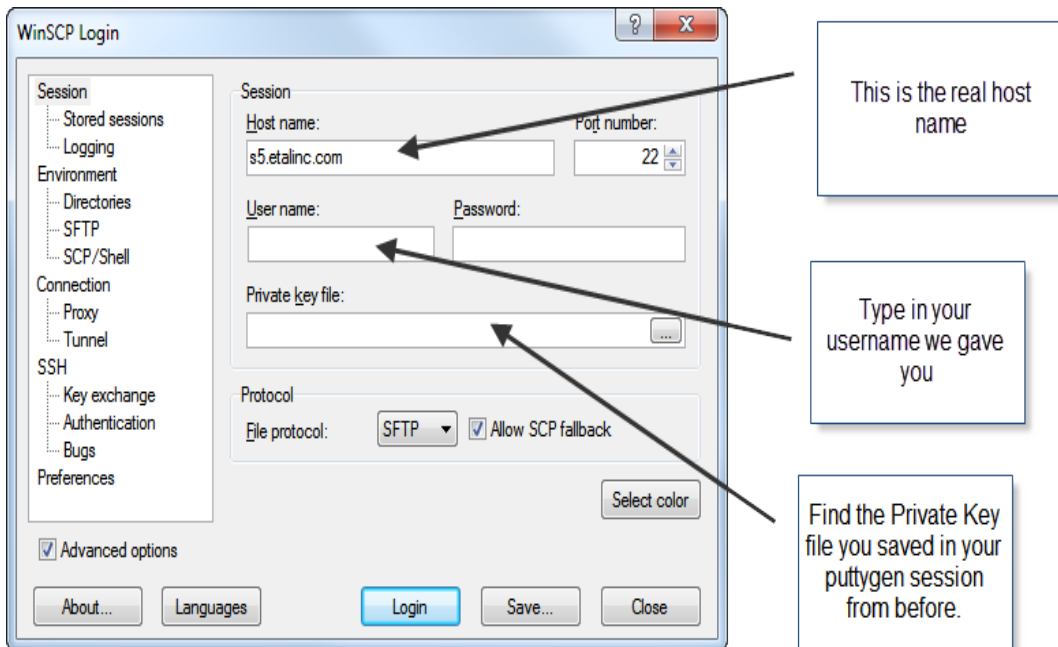 WinSCP Login
Session
Stored sessions
Logging
Environment
Directories
SFTP
SCP/Shell
Connection
Proxy
Tunnel
SSH
Key exchange
Authentication
Bugs
Preferences
Advanced options
Session
Host name:
Port number:
s5.etalinc.com
22
User name:
Password:
Private key file:
...
Protocol
File protocol:
SFTP
Allow SCP fallback
Select color
About...
Languages
Login
Save...
Close
This is the real host
name
Type in your
username we gave
you
Find the Private Key
file you saved in your
puttygen session
from before.